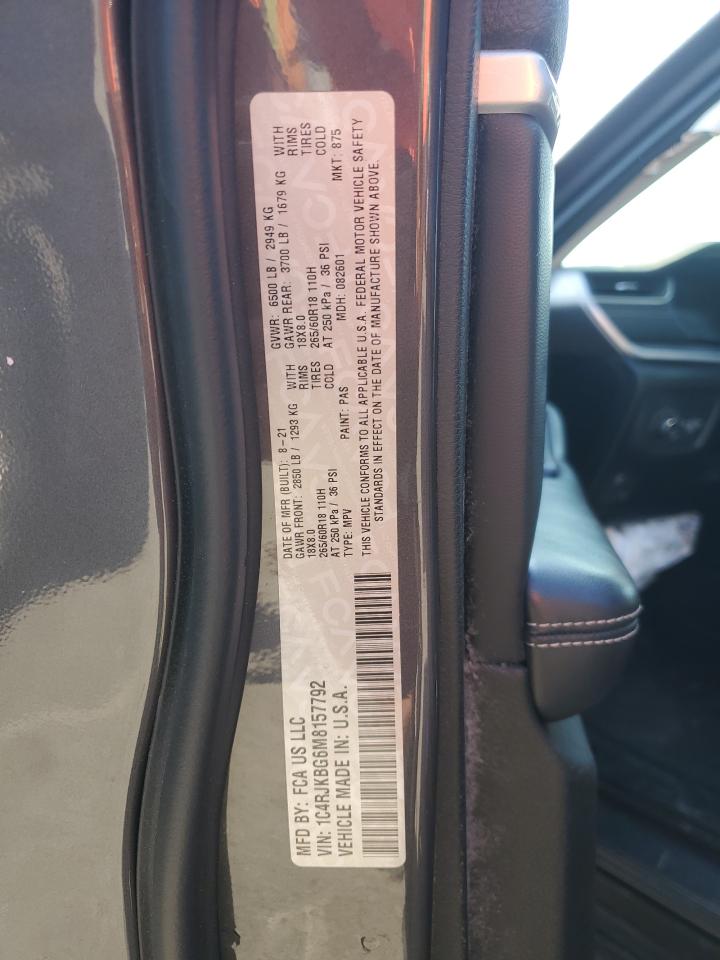 MFD BY: FCA US LLC
VIN: 1C4RJKBG6M8157792
VEHICLE MADE IN: U.S.A.
DATE OF MFR (BUILT): 8-21
GAWR FRONT: 2850 LB / 1293 KG WITH
18X8.0 RIMS
265/60R18 110H TIRES
AT 250 kPa / 36 PSI COLD
TYPE: MPV PAINT: PAS
GVWR: 6500 LB / 2949 KG
GAWR REAR: 3700 LB / 1679 KG WITH
18X8.0 RIMS
265/60R18 110H TIRES
AT 250 kPa / 36 PSI COLD
MDH: 082601 MKT: 875
THIS VEHICLE CONFORMS TO ALL APPLICABLE U.S.A. FEDERAL MOTOR VEHICLE SAFETY
STANDARDS IN EFFECT ON THE DATE OF MANUFACTURE SHOWN ABOVE.